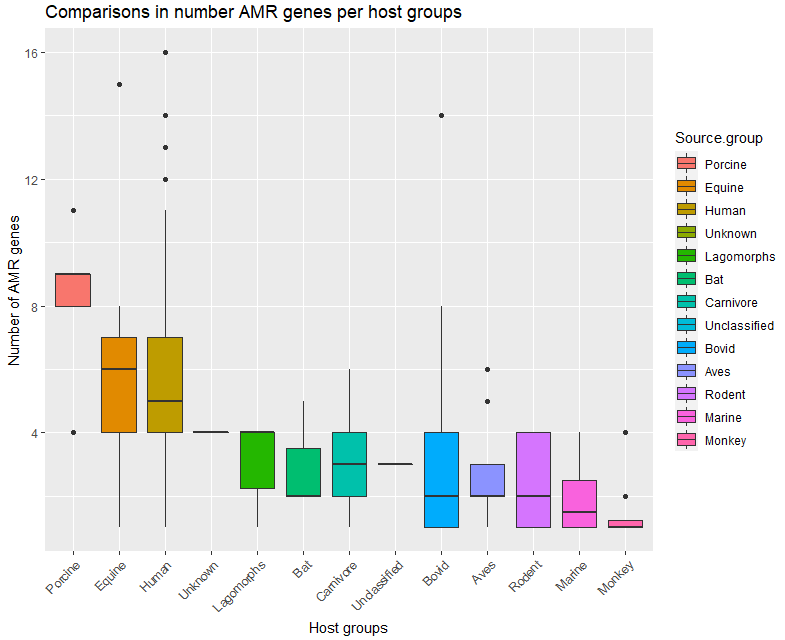 Comparisons in number AMR genes per host groups
Number of AMR genes
16
12
8
4
Porcine
Equine
Human
Unknown
Lagomorphs
Bat
Carnivore
Unclassified
Bovid
Aves
Rodent
Marine
Monkey
Host groups
Source.group
Porcine
Equine
Human
Unknown
Lagomorphs
Bat
Carnivore
Unclassified
Bovid
Aves
Rodent
Marine
Monkey